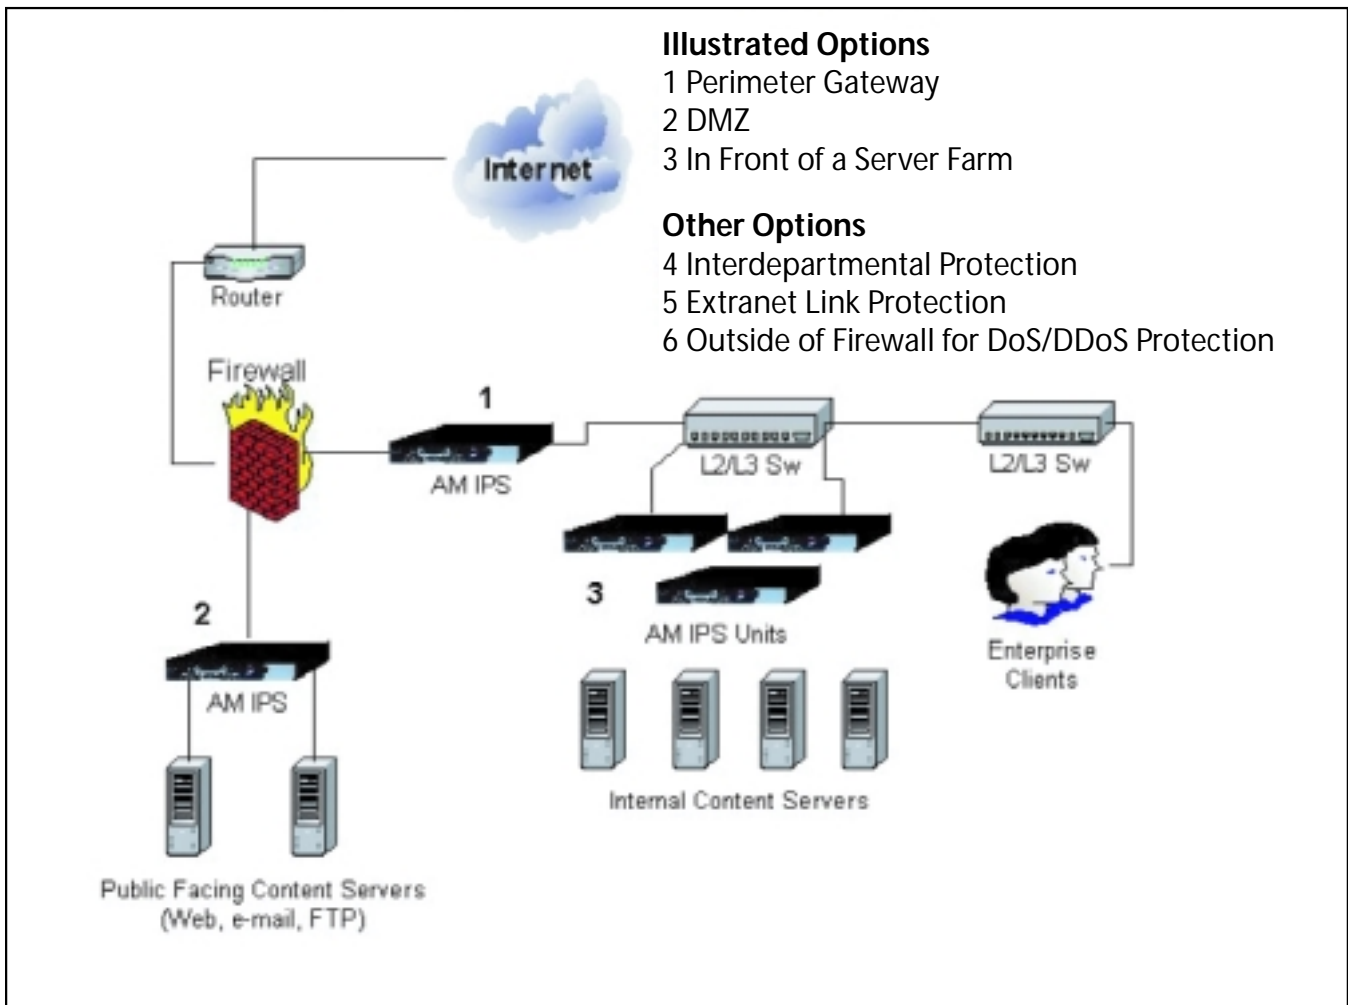 Illustrated Options
1 Perimeter Gateway
2 DMZ
3 In Front of a Server Farm
Other Options
4 Interdepartmental Protection
5 Extranet Link Protection
6 Outside of Firewall for DoS/DDoS Protection
Internet
Router
Firewall
1
AM IPS
L2/L3 Sw
L2/L3 Sw
2
AM IPS
3
AM IPS Units
Enterprise
Clients
Internal Content Servers
Public Facing Content Servers
(Web, e-mail, FTP)